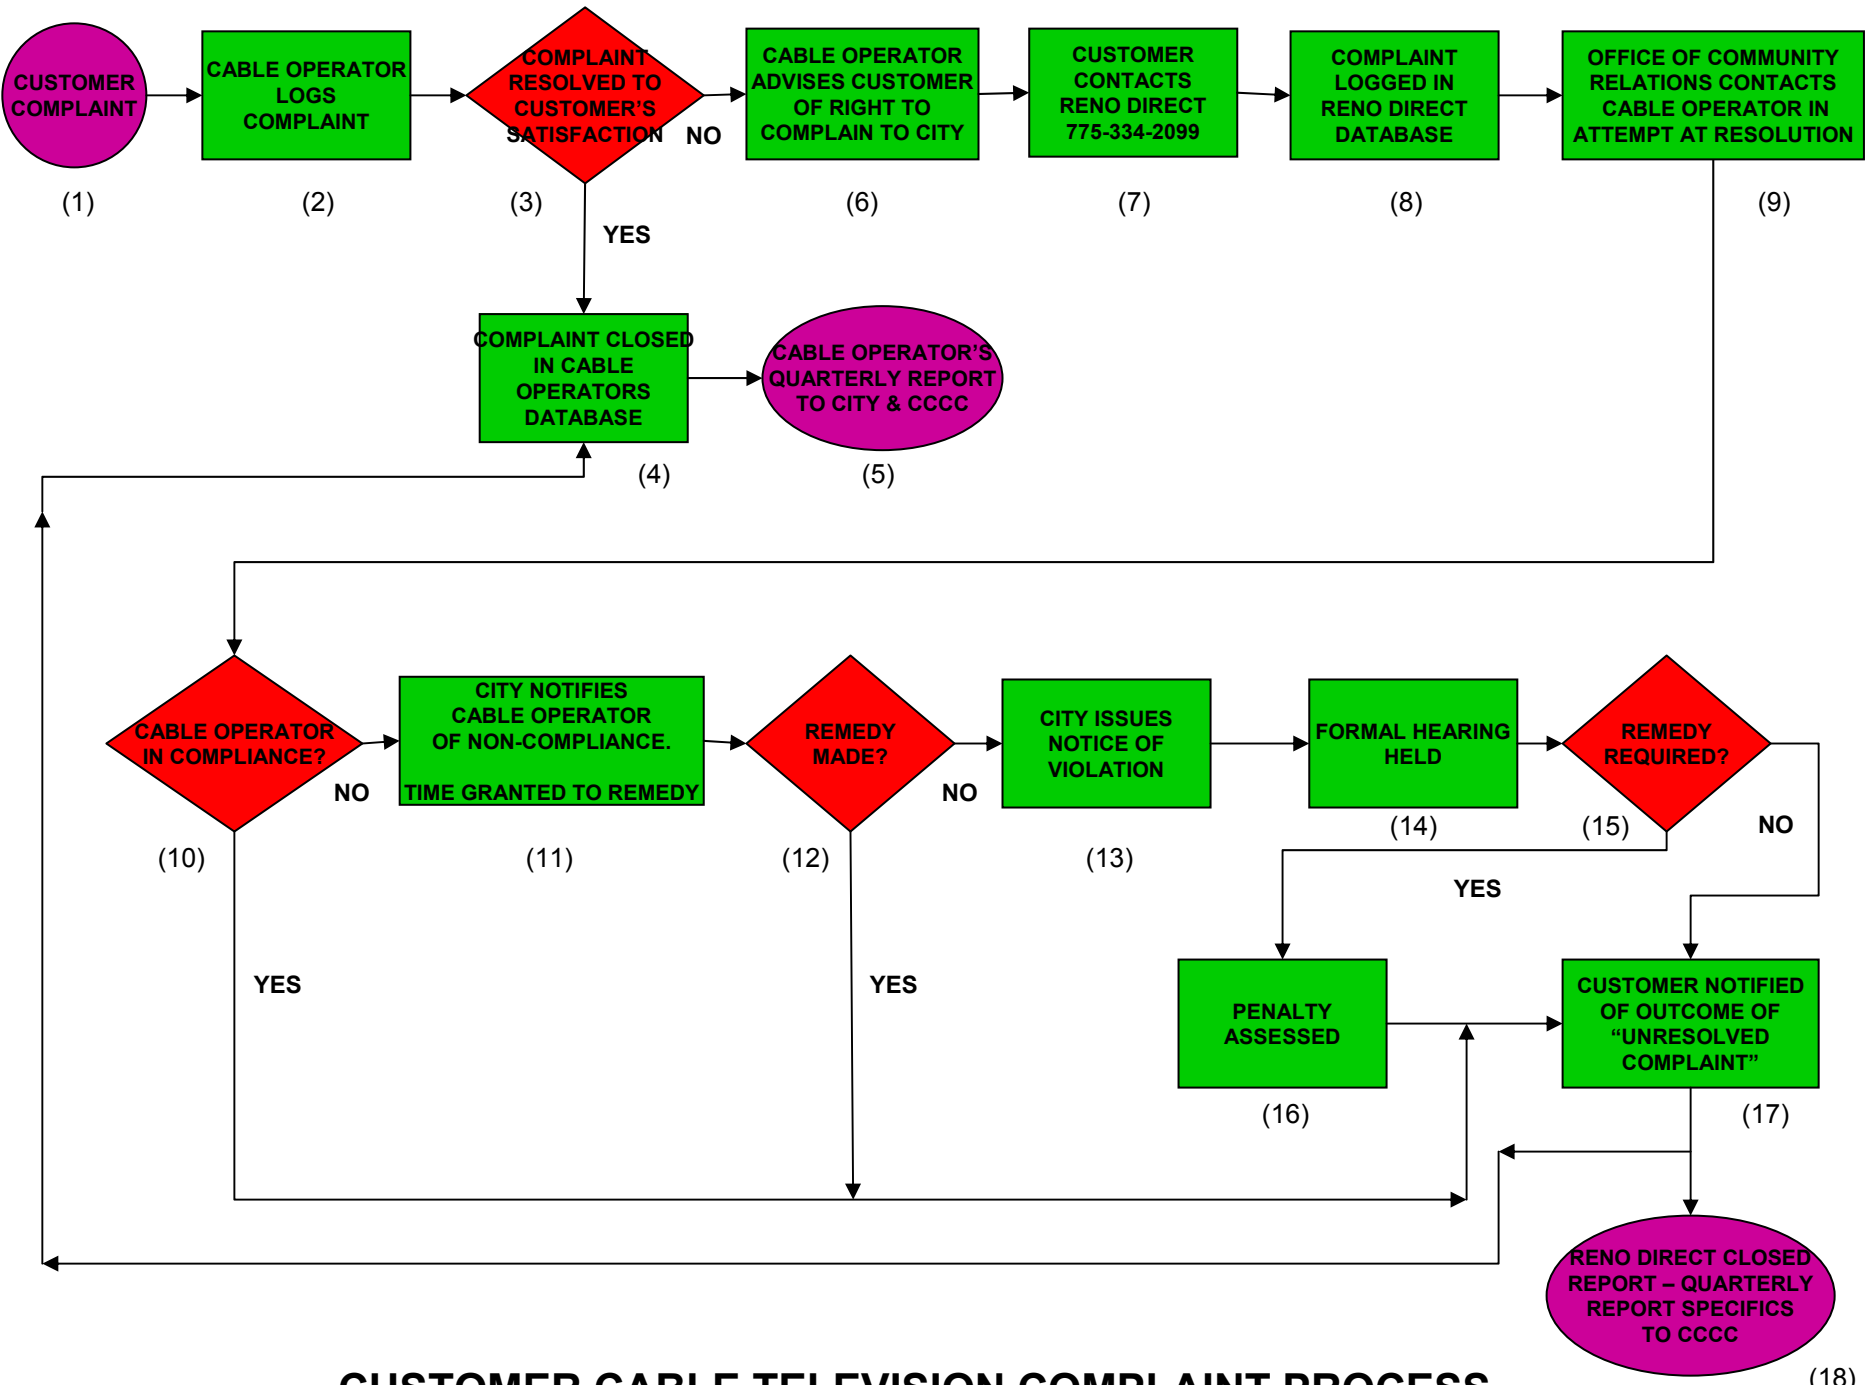 CUSTOMER
COMPLAINT
(1)
CABLE OPERATOR
LOGS
COMPLAINT
(2)
COMPLAINT
RESOLVED TO
CUSTOMER'S
SATISFACTION
(3)
NO
YES
CABLE OPERATOR
ADVISES CUSTOMER
OF RIGHT TO
COMPLAIN TO CITY
(6)
CUSTOMER
CONTACTS
RENO DIRECT
775-334-2099
(7)
COMPLAINT
LOGGED IN
RENO DIRECT
DATABASE
(8)
OFFICE OF COMMUNITY
RELATIONS CONTACTS
CABLE OPERATOR IN
ATTEMPT AT RESOLUTION
(9)
COMPLAINT CLOSED
IN CABLE
OPERATORS
DATABASE
(4)
CABLE OPERATOR'S
QUARTERLY REPORT
TO CITY & CCCC
(5)
CABLE OPERATOR
IN COMPLIANCE?
(10)
NO
YES
CITY NOTIFIES
CABLE OPERATOR
OF NON-COMPLIANCE.
TIME GRANTED TO REMEDY
(11)
REMEDY
MADE?
(12)
NO
YES
CITY ISSUES
NOTICE OF
VIOLATION
(13)
FORMAL HEARING
HELD
(14)
REMEDY
REQUIRED?
(15)
NO
YES
PENALTY
ASSESSED
(16)
CUSTOMER NOTIFIED
OF OUTCOME OF
“UNRESOLVED
COMPLAINT”
(17)
RENO DIRECT CLOSED
REPORT – QUARTERLY
REPORT SPECIFICS
TO CCCC
(18)
CUSTOMER CABLE TELEVISION COMPLAINT PROCESS